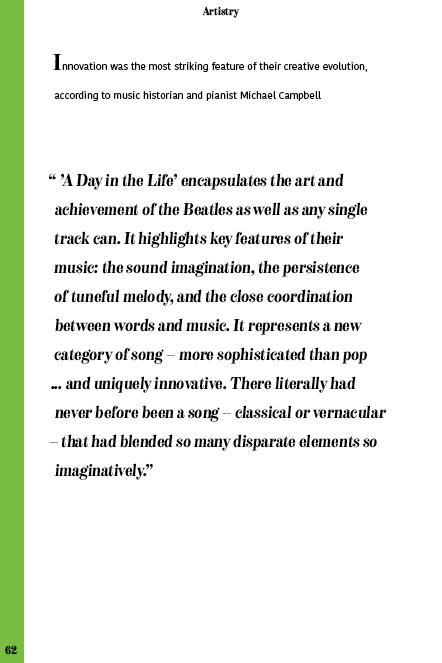 Artistry
Innovation was the most striking feature of their creative evolution,
according to music historian and pianist Michael Campbell
“ ’A Day in the Life’ encapsulates the art and
achievement of the Beatles as well as any single
track can. It highlights key features of their
music: the sound imagination, the persistence
of tuneful melody, and the close coordination
between words and music. It represents a new
category of song – more sophisticated than pop
... and uniquely innovative. There literally had
never before been a song – classical or vernacular
– that had blended so many disparate elements so
imaginatively.”
62